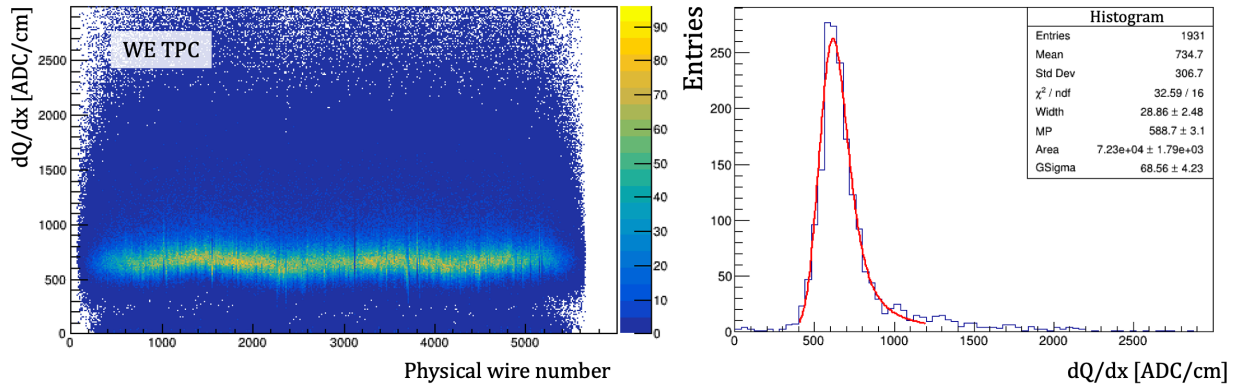 WE TPC
dQ/dx [ADC/cm]
3000
2500
2000
1500
1000
500
0
0
1000
2000
3000
4000
5000
Physical wire number
90
80
70
60
50
40
30
20
10
0
Entries
250
200
150
100
50
0
0
500
1000
1500
2000
2500
dQ/dx [ADC/cm]
Histogram
Entries 1931
Mean 734.7
Std Dev 306.7
χ² / ndf 32.59 / 16
Width 28.86 ± 2.48
MP 588.7 ± 3.1
Area 7.23e+04 ± 1.79e+03
GSigma 68.56 ± 4.23